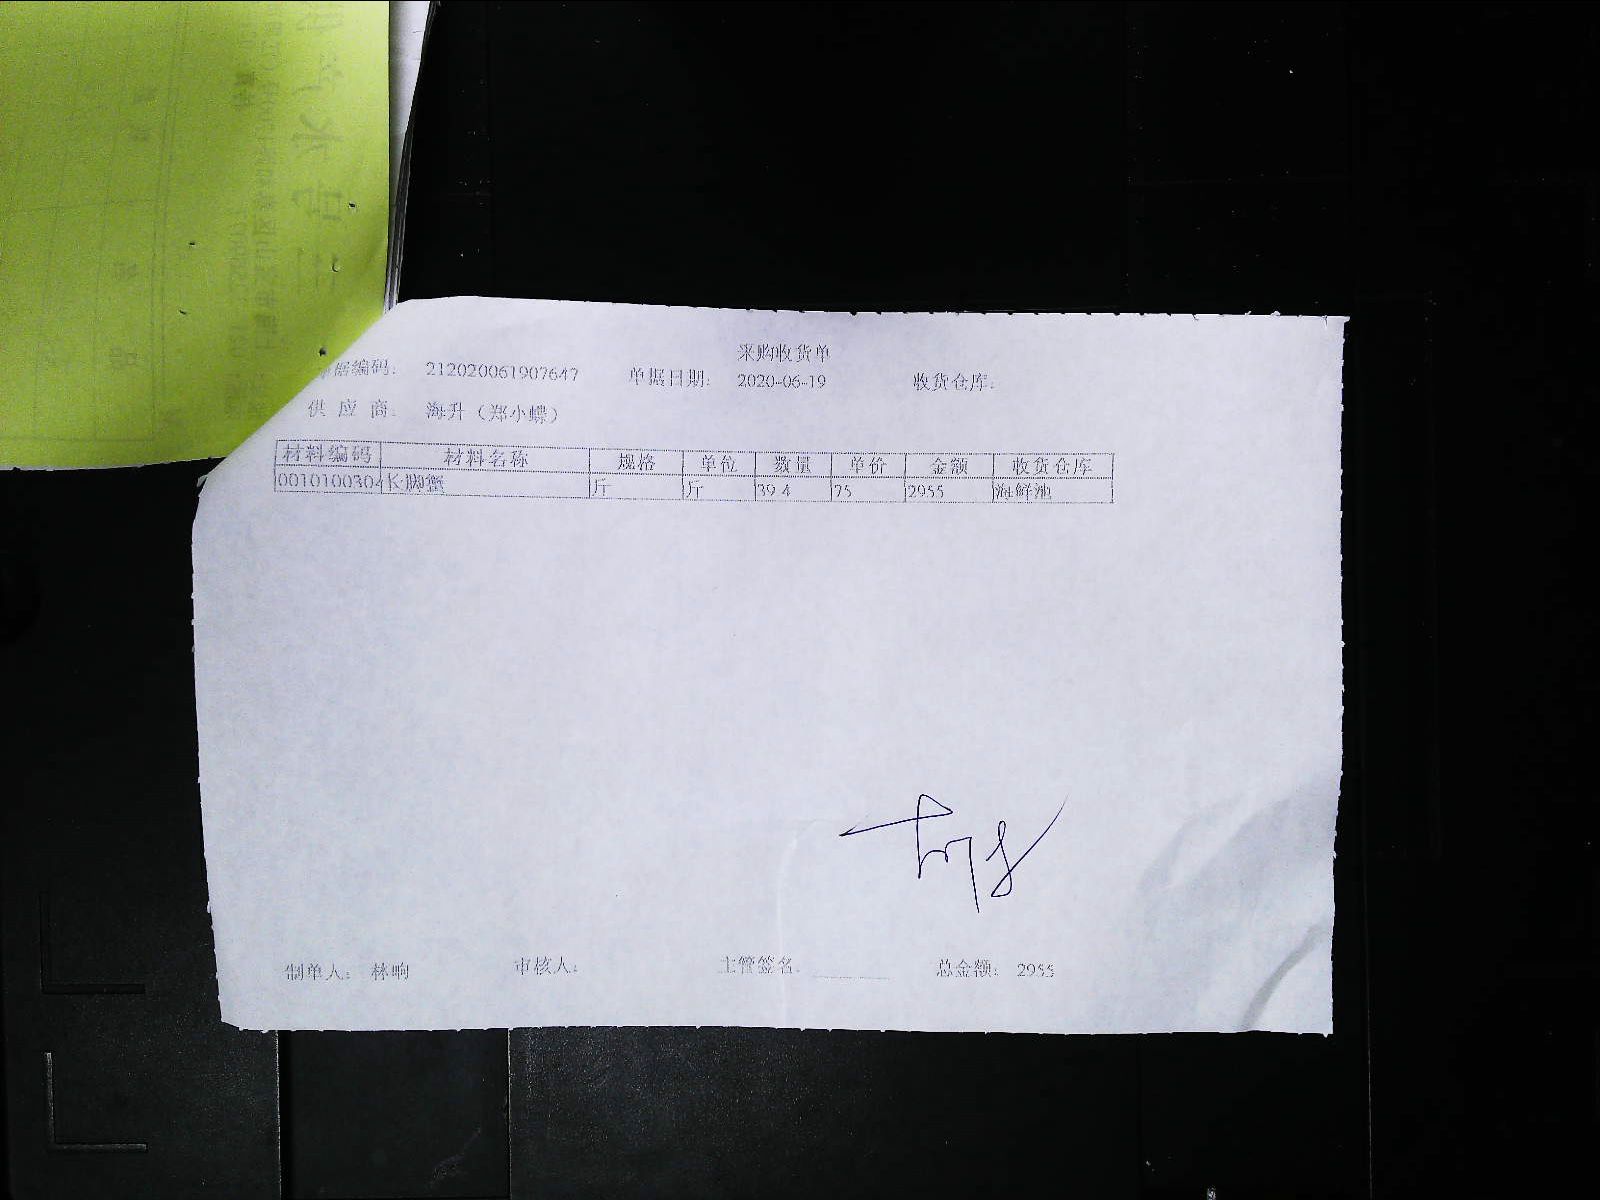 采购收货单
单据编码: 212020061907647 单据日期: 2020-06-19 收货仓库:
供应商: 海升（郑小蝶）
材料编码 材料名称 规格 单位 数量 单价 金额 收货仓库
0010100304 长脚蟹 斤 斤 39.4 75 2955 海鲜池
制单人: 林响 审核人: 主管签名: 总金额: 2955